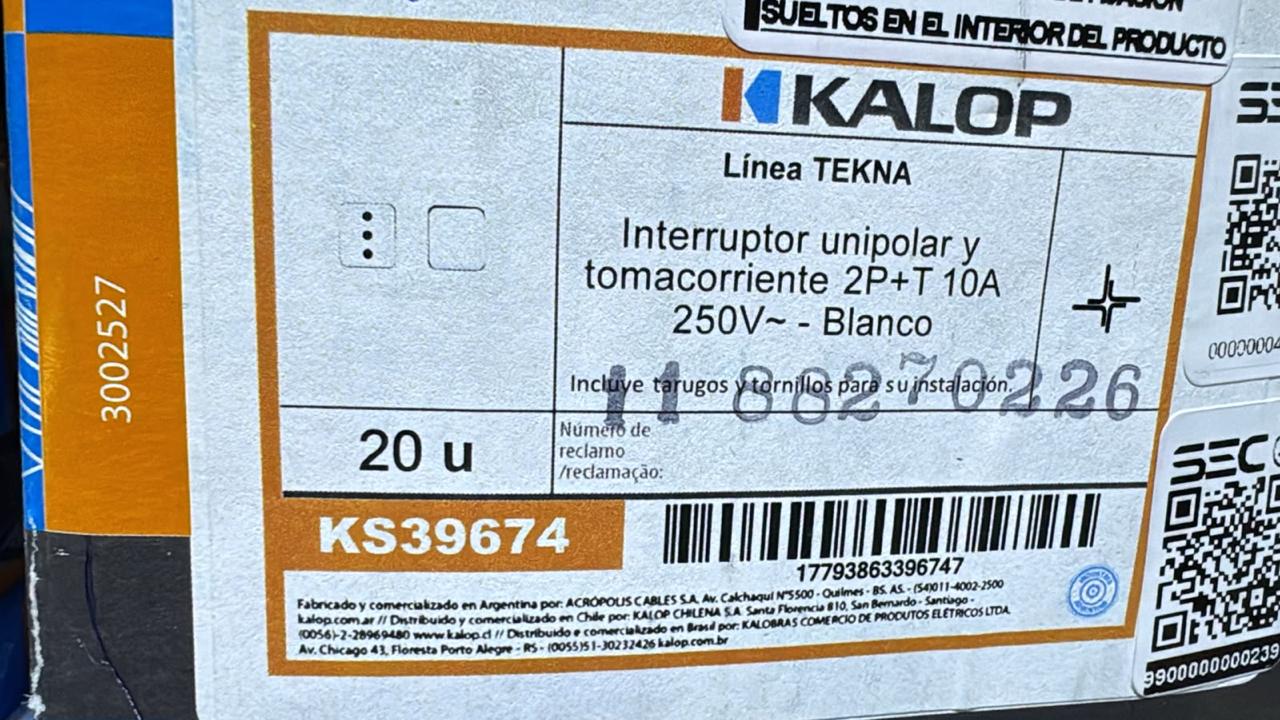 SUELTOS EN EL INTERIOR DEL PRODUCTO
KALOP
Línea TEKNA
Interruptor unipolar y
tomacorriente 2P+T 10A
250V~ - Blanco
Incluye tarugos y tornillos para su instalación.
11 88270226
20 u
Número de
reclamo
/reclamação:
KS39674
17793863396747
Fabricado y comercializado en Argentina por: ACRÓPOLIS CABLES S.A. Av. Calchaquí N°5500 - Quilmes - BS. AS. - (54)011-4002-2500
kalop.com.ar // Distribuido y comercializado en Chile por: KALOP CHILENA S.A. Santa Florencia 810, San Bernardo - Santiago -
(0056)-2-28969480 www.kalop.cl // Distribuido e comercializado en Brasil por: KALOBRAS COMERCIO DE PRODUTOS ELÉTRICOS LTDA.
Av. Chicago 43, Floresta Porto Alegre - RS - (0055)51-30232426 kalop.com.br
3002527
SEC